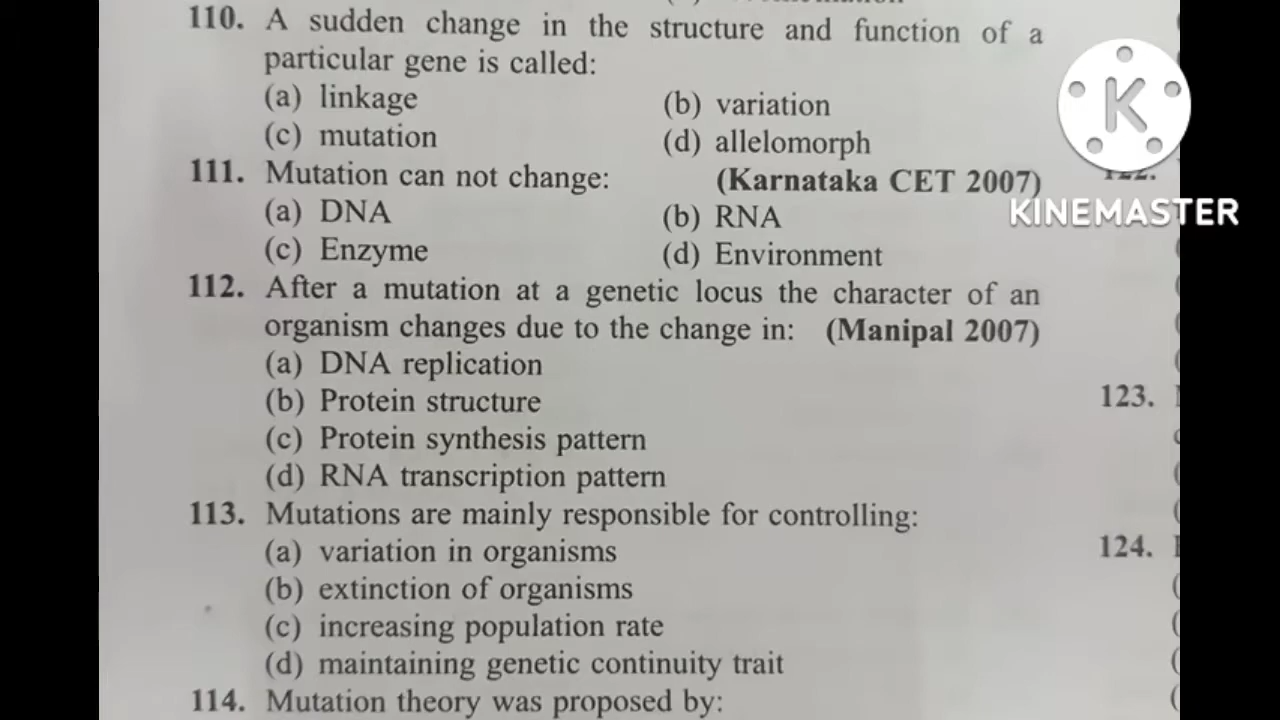 110. A sudden change in the structure and function of a
particular gene is called:
(a) linkage (b) variation
(c) mutation (d) allelomorph
111. Mutation can not change: (Karnataka CET 2007)
(a) DNA (b) RNA
(c) Enzyme (d) Environment
112. After a mutation at a genetic locus the character of an
organism changes due to the change in: (Manipal 2007)
(a) DNA replication
(b) Protein structure
(c) Protein synthesis pattern
(d) RNA transcription pattern
113. Mutations are mainly responsible for controlling:
(a) variation in organisms
(b) extinction of organisms
(c) increasing population rate
(d) maintaining genetic continuity trait
114. Mutation theory was proposed by:
K
KINEMASTER
123.
124.